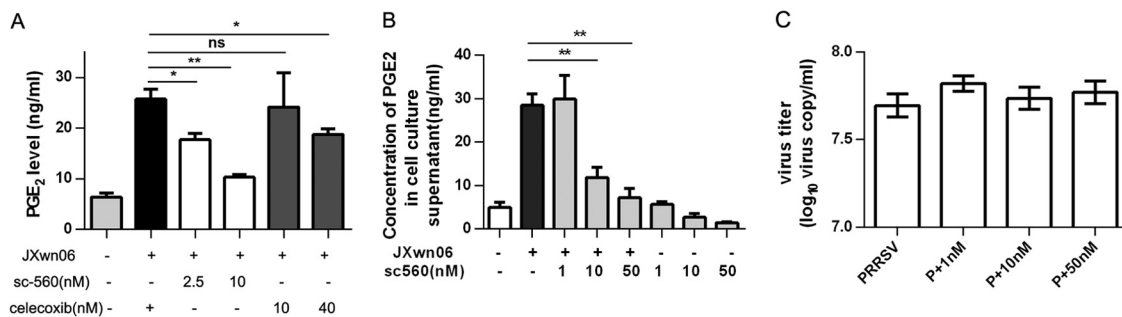 A
PGE2 level (ng/ml)
30
20
10
0
*
ns
**
*
JXwn06 - + + + + +
sc-560(nM) - - 2.5 10 - -
celecoxib(nM) - + - - 10 40
B
Concentration of PGE2
in cell culture
supernatant(ng/ml)
40
30
20
10
0
**
**
JXwn06 - + + + + - - -
sc560(nM) - - 1 10 50 1 10 50
C
virus titer
(log10 virus copy/ml)
8.0
7.5
7.0
PRRSV
P+1nM
P+10nM
P+50nM